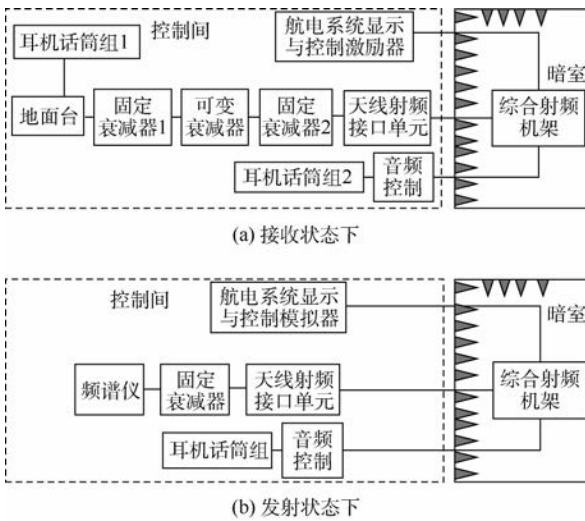 控制间
航电系统显示
与控制激励器
耳机话筒组1
暗室
地面台
固定
衰减器1
可变
衰减器
固定
衰减器2
天线射频
接口单元
综合射频
机架
耳机话筒组2
音频
控制
(a) 接收状态下
控制间
航电系统显示
与控制模拟器
暗室
频谱仪
固定
衰减器
天线射频
接口单元
综合射频
机架
耳机话筒组
音频
控制
(b) 发射状态下